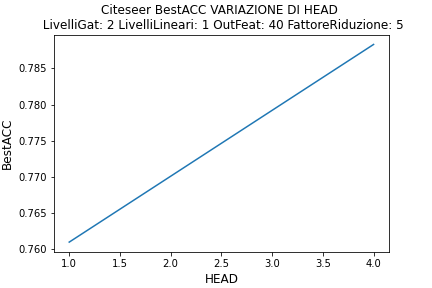 Citeseer BestACC VARIAZIONE DI HEAD
LivelliGat: 2 LivelliLineari: 1 OutFeat: 40 FattoreRiduzione: 5
0.785
0.780
0.775
0.770
0.765
0.760
BestACC
1.0 1.5 2.0 2.5 3.0 3.5 4.0
HEAD